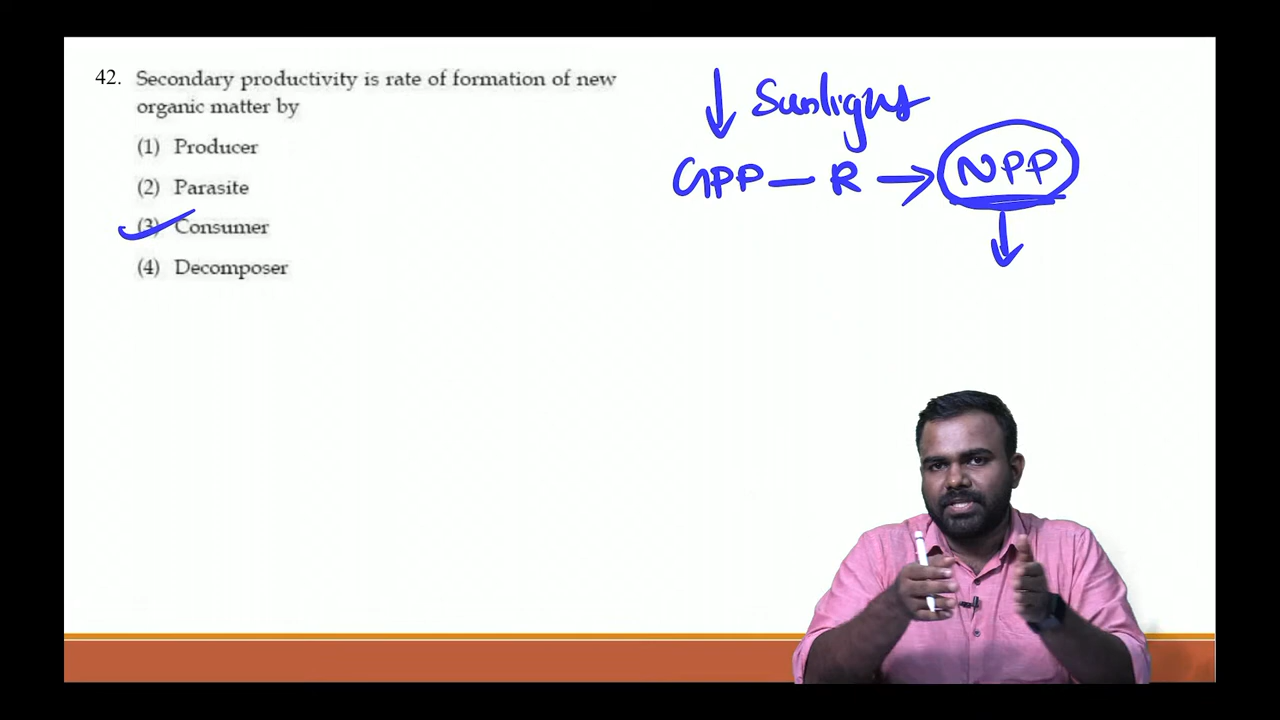 42. Secondary productivity is rate of formation of new
organic matter by
(1) Producer
(2) Parasite
(3) Consumer
(4) Decomposer
↓ Sunlight
GPP — R → NPP
↓